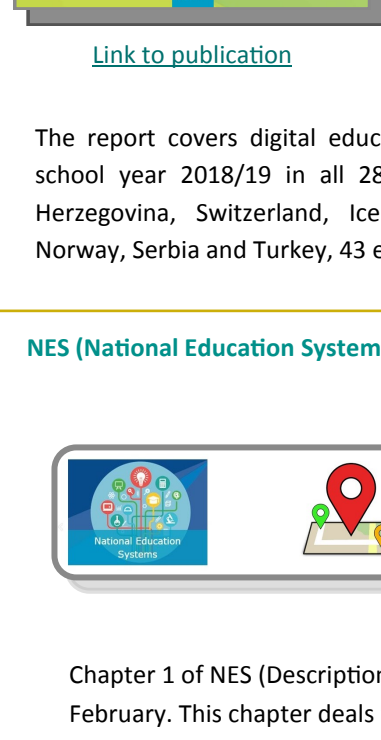 Link to publication
The report covers digital educ
school year 2018/19 in all 28
Herzegovina, Switzerland, Ice
Norway, Serbia and Turkey, 43 e
NES (National Education System
National Education
Systems
Chapter 1 of NES (Description
February. This chapter deals